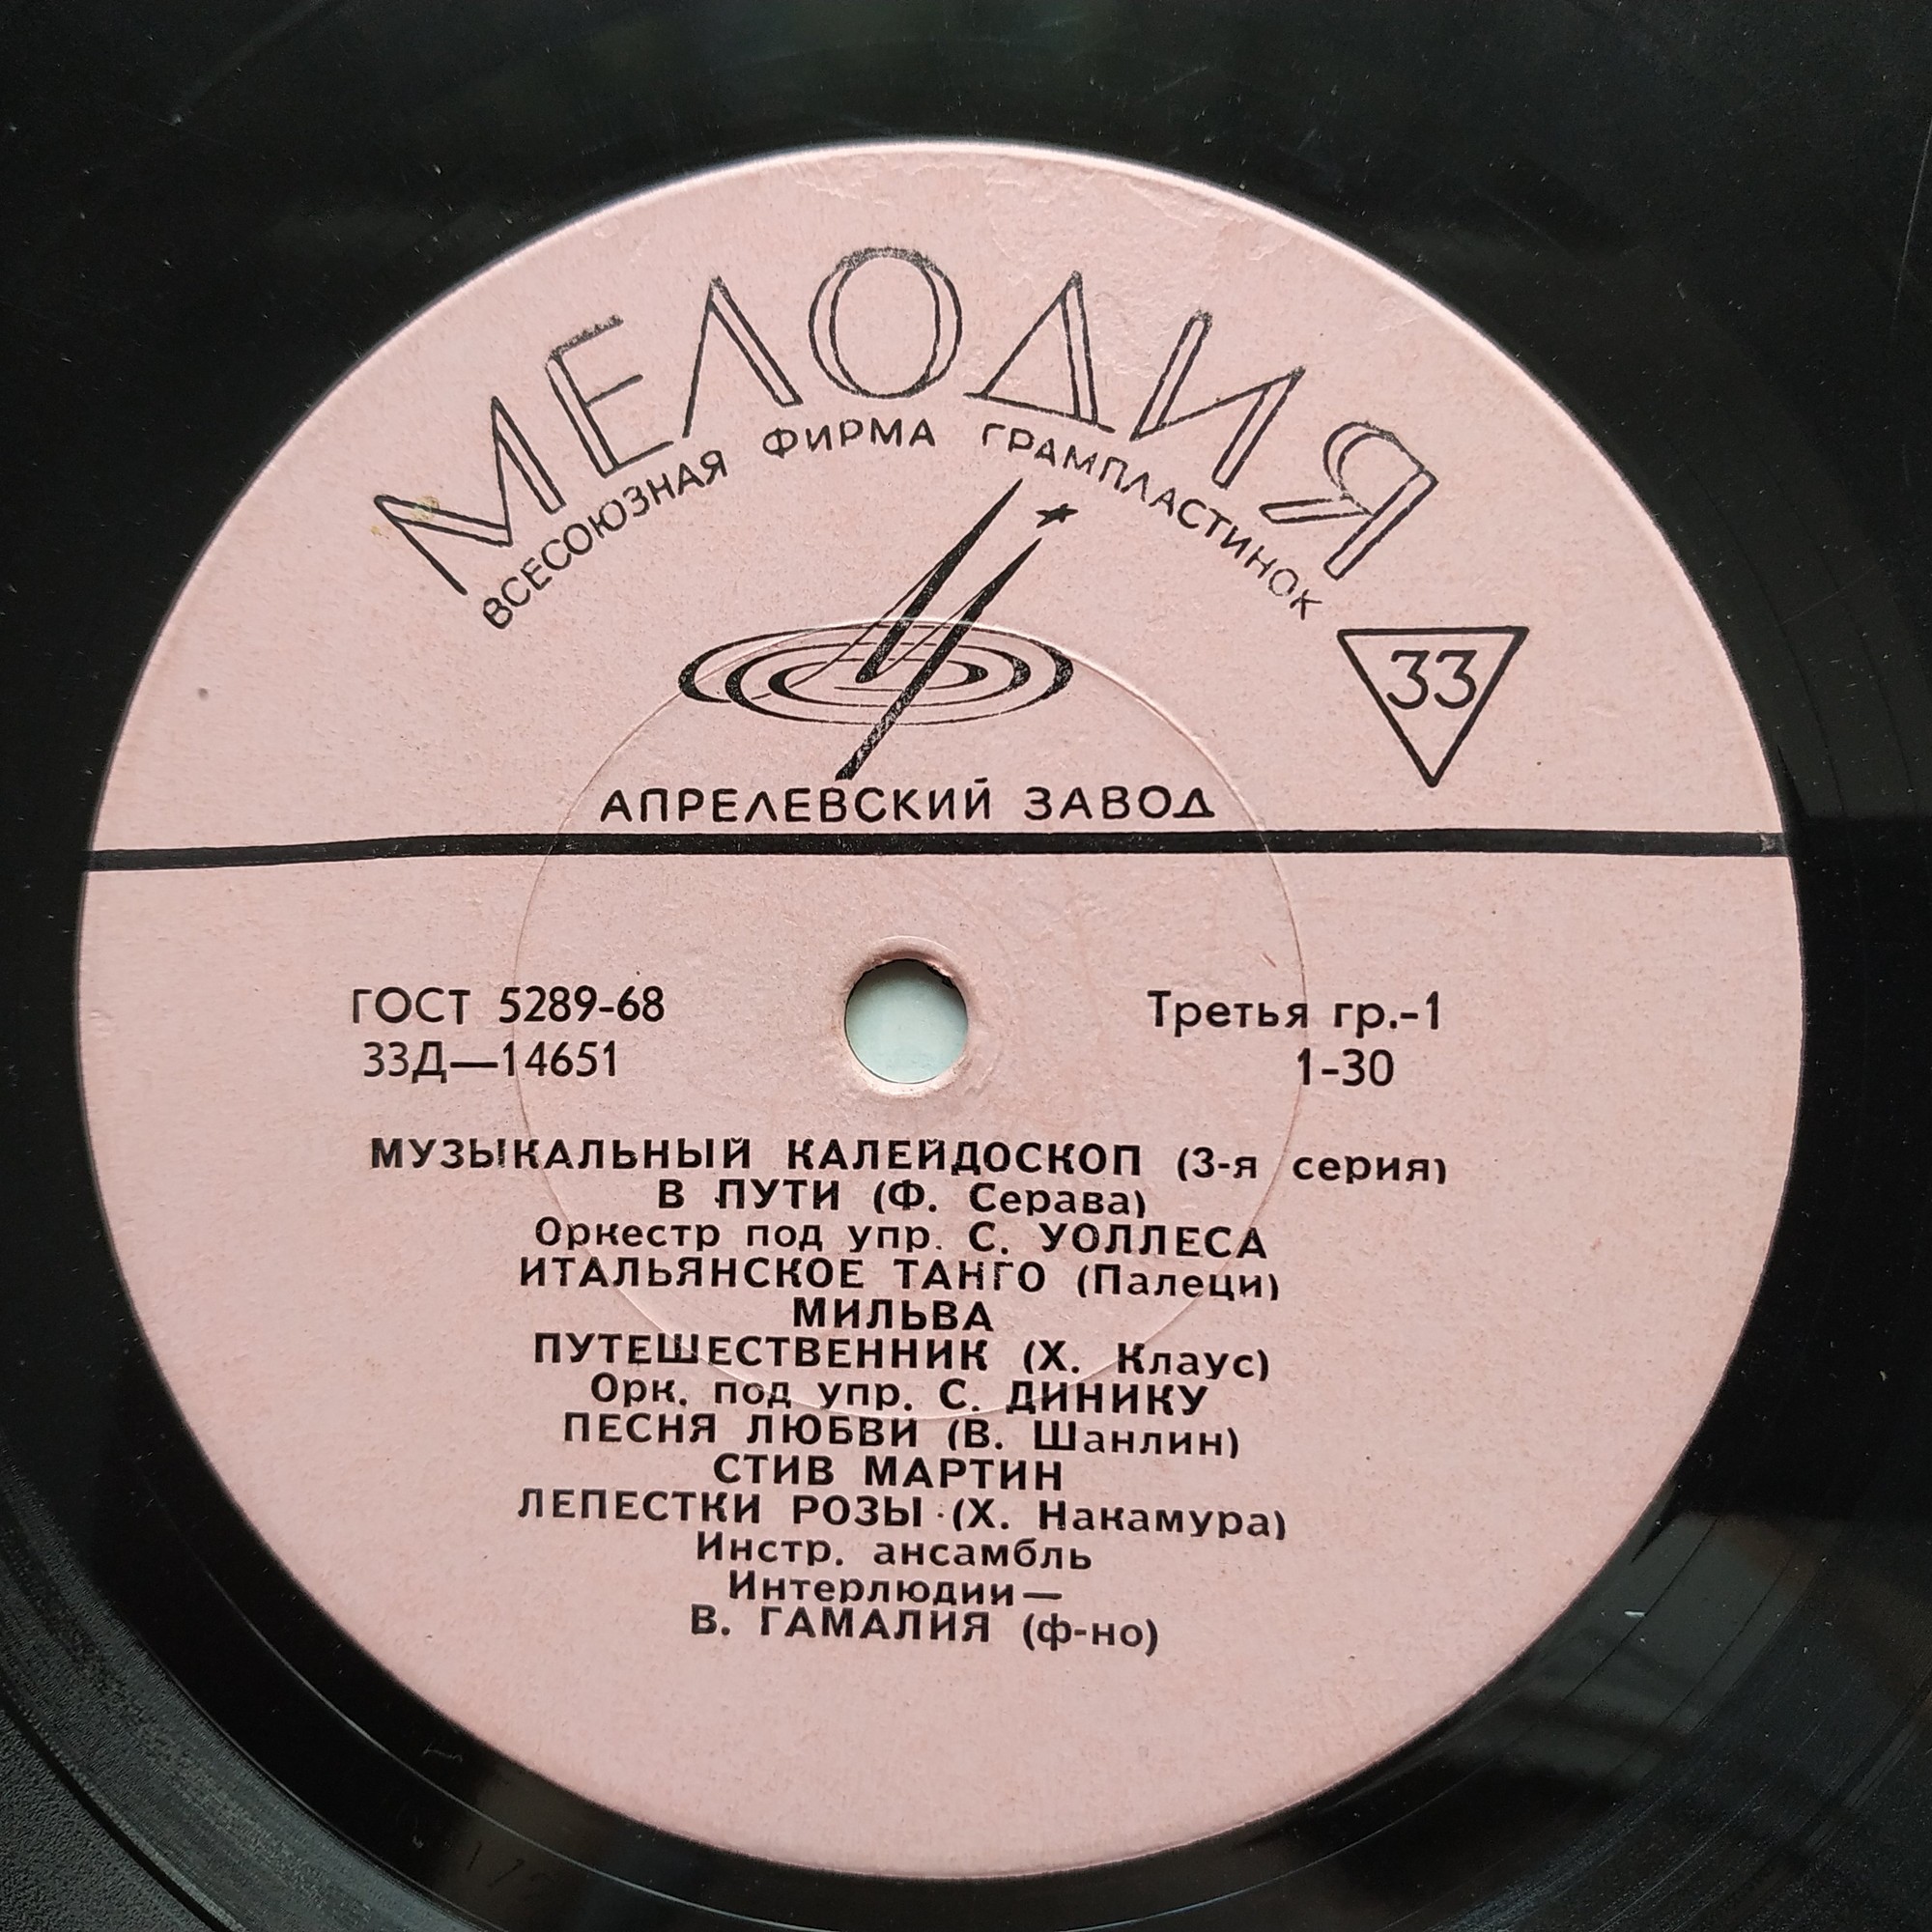 МЕЛОДИЯ
ВСЕСОЮЗНАЯ ФИРМА ГРАМПЛАСТИНОК
33
АПРЕЛЕВСКИЙ ЗАВОД
ГОСТ 5289-68
Третья гр.-1
33Д—14651
1-30
МУЗЫКАЛЬНЫЙ КАЛЕЙДОСКОП (3-я серия)
В ПУТИ (Ф. Серава)
Оркестр под упр. С. УОЛЛЕСА
ИТАЛЬЯНСКОЕ ТАНГО (Палеци)
МИЛЬВА
ПУТЕШЕСТВЕННИК (Х. Клаус)
Орк. под упр. С. ДИНИКУ
ПЕСНЯ ЛЮБВИ (В. Шанлин)
СТИВ МАРТИН
ЛЕПЕСТКИ РОЗЫ (Х. Накамура)
Инстр. ансамбль
Интерлюдии—
В. ГАМАЛИЯ (ф-но)